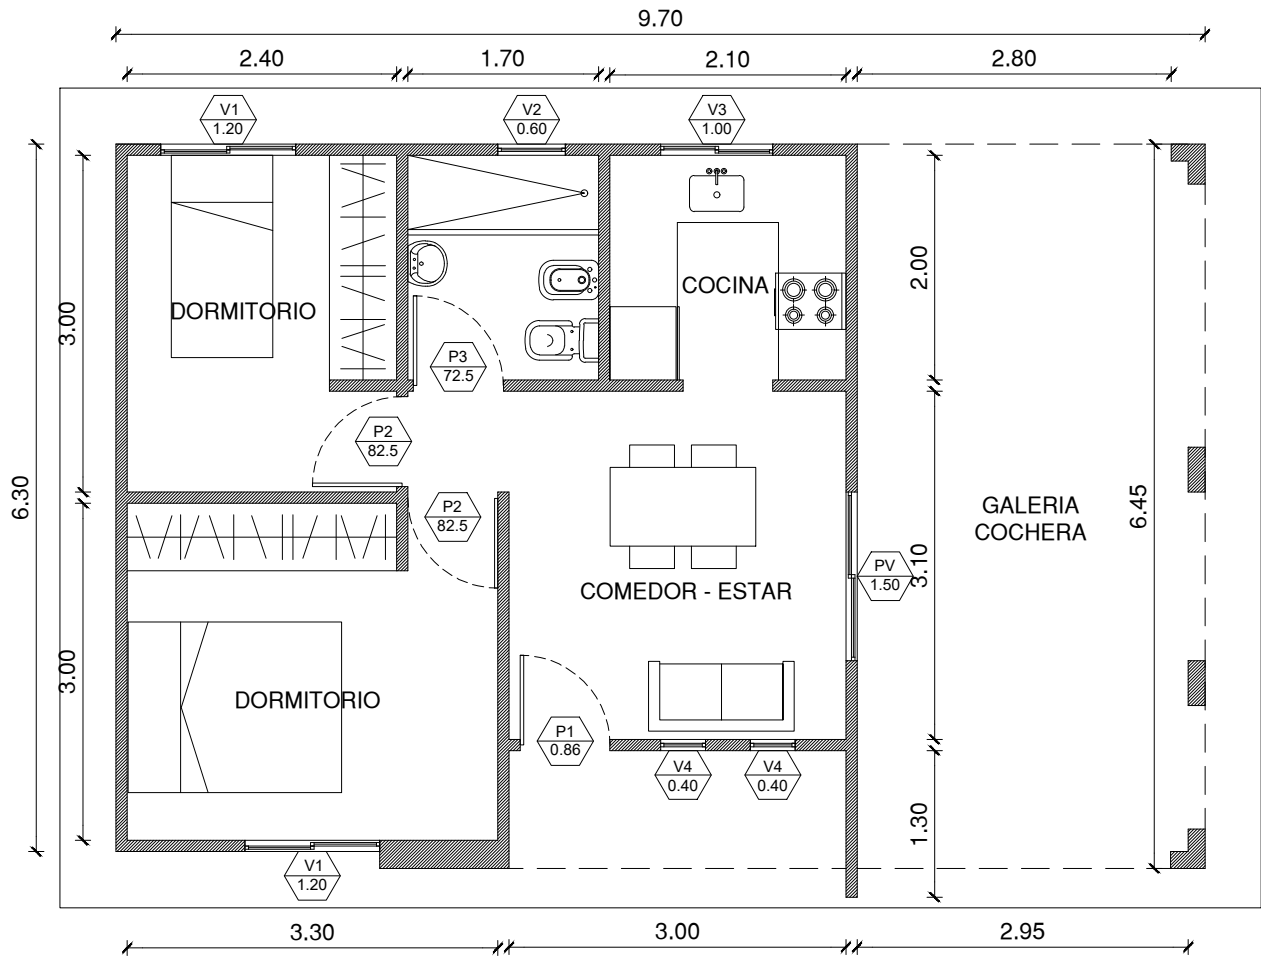 9.70
2.40
1.70
2.10
2.80
V1
1.20
V2
0.60
V3
1.00
3.00
2.00
COCINA
DORMITORIO
P3
72.5
P2
82.5
6.30
P2
82.5
GALERIA
COCHERA
6.45
PV
1.50
3.10
COMEDOR - ESTAR
3.00
DORMITORIO
P1
0.86
V4
0.40
V4
0.40
1.30
V1
1.20
3.30
3.00
2.95